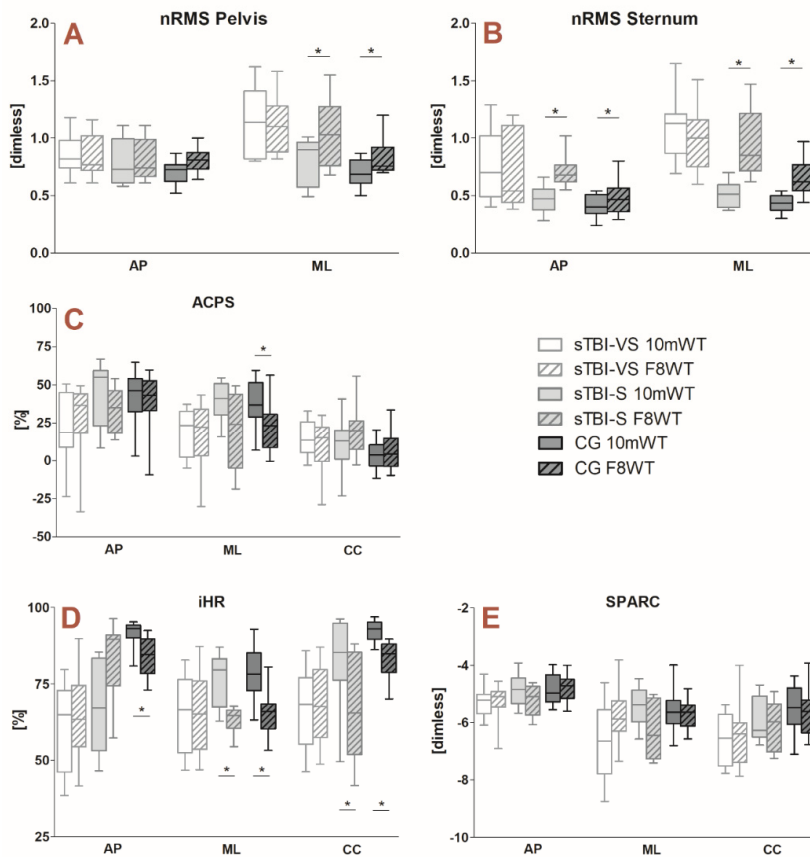 nRMS Pelvis
A
2.0
1.5
1.0
0.5
0.0
[dimless]
* *
AP ML
nRMS Sternum
B
2.0
1.5
1.0
0.5
0.0
[dimless]
* * * *
AP ML
ACPS
C
100
75
50
25
0
-25
-50
[%]
*
AP ML CC
sTBI-VS 10mWT
sTBI-VS F8WT
sTBI-S 10mWT
sTBI-S F8WT
CG 10mWT
CG F8WT
iHR
D
100
75
50
25
[%]
* * * * *
AP ML CC
SPARC
E
-2
-4
-6
-8
-10
[dimless]
AP ML CC